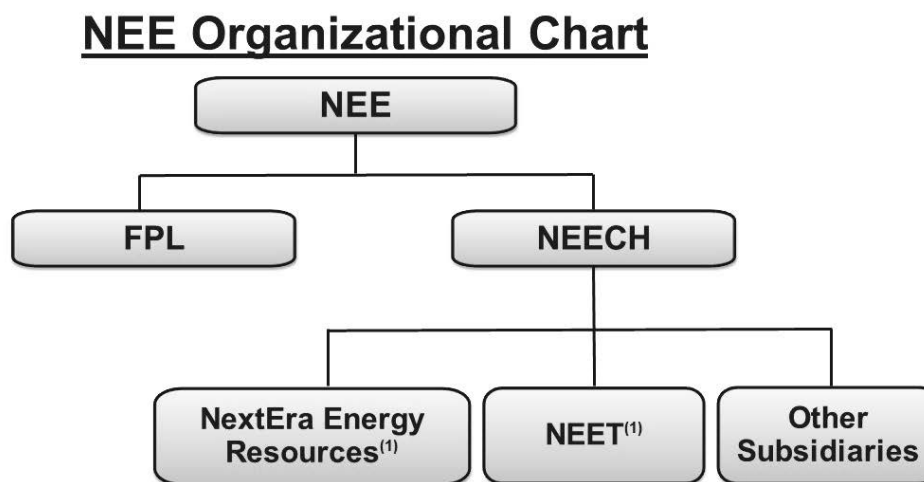 NEE Organizational Chart
NEE
FPL
NEECH
NextEra Energy
Resources(1)
NEET(1)
Other
Subsidiaries